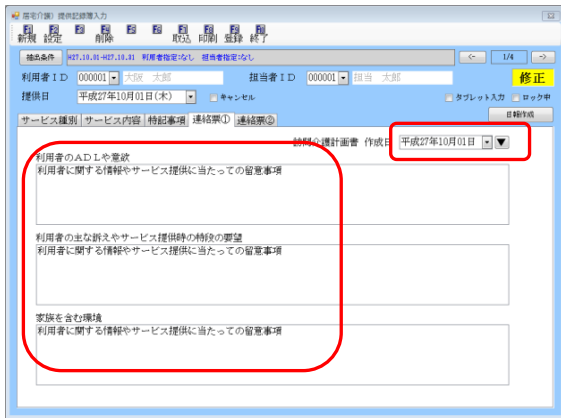 居宅(介護) 提供記録簿入力
F1 F2 F3 F4 F5 F6 F7 F8 F9 F10
新規 設定 削除 取込 印刷 登録 終了
抽出条件 H27.10.01-H27.10.31 利用者指定:なし 担当者指定:なし <- 1/4 ->
利用者ID 000001 大阪 太郎 担当者ID 000001 担当 太郎 修正
提供日 平成27年10月01日(木) キャンセル タブレット入力 ロック中
サービス種別 サービス内容 特記事項 連絡票① 連絡票② 日報作成
訪問介護計画書 作成日 平成27年10月01日 ▼
利用者のADLや意欲
利用者に関する情報やサービス提供に当たっての留意事項
利用者の主な訴えやサービス提供時の特段の要望
利用者に関する情報やサービス提供に当たっての留意事項
家族を含む環境
利用者に関する情報やサービス提供に当たっての留意事項